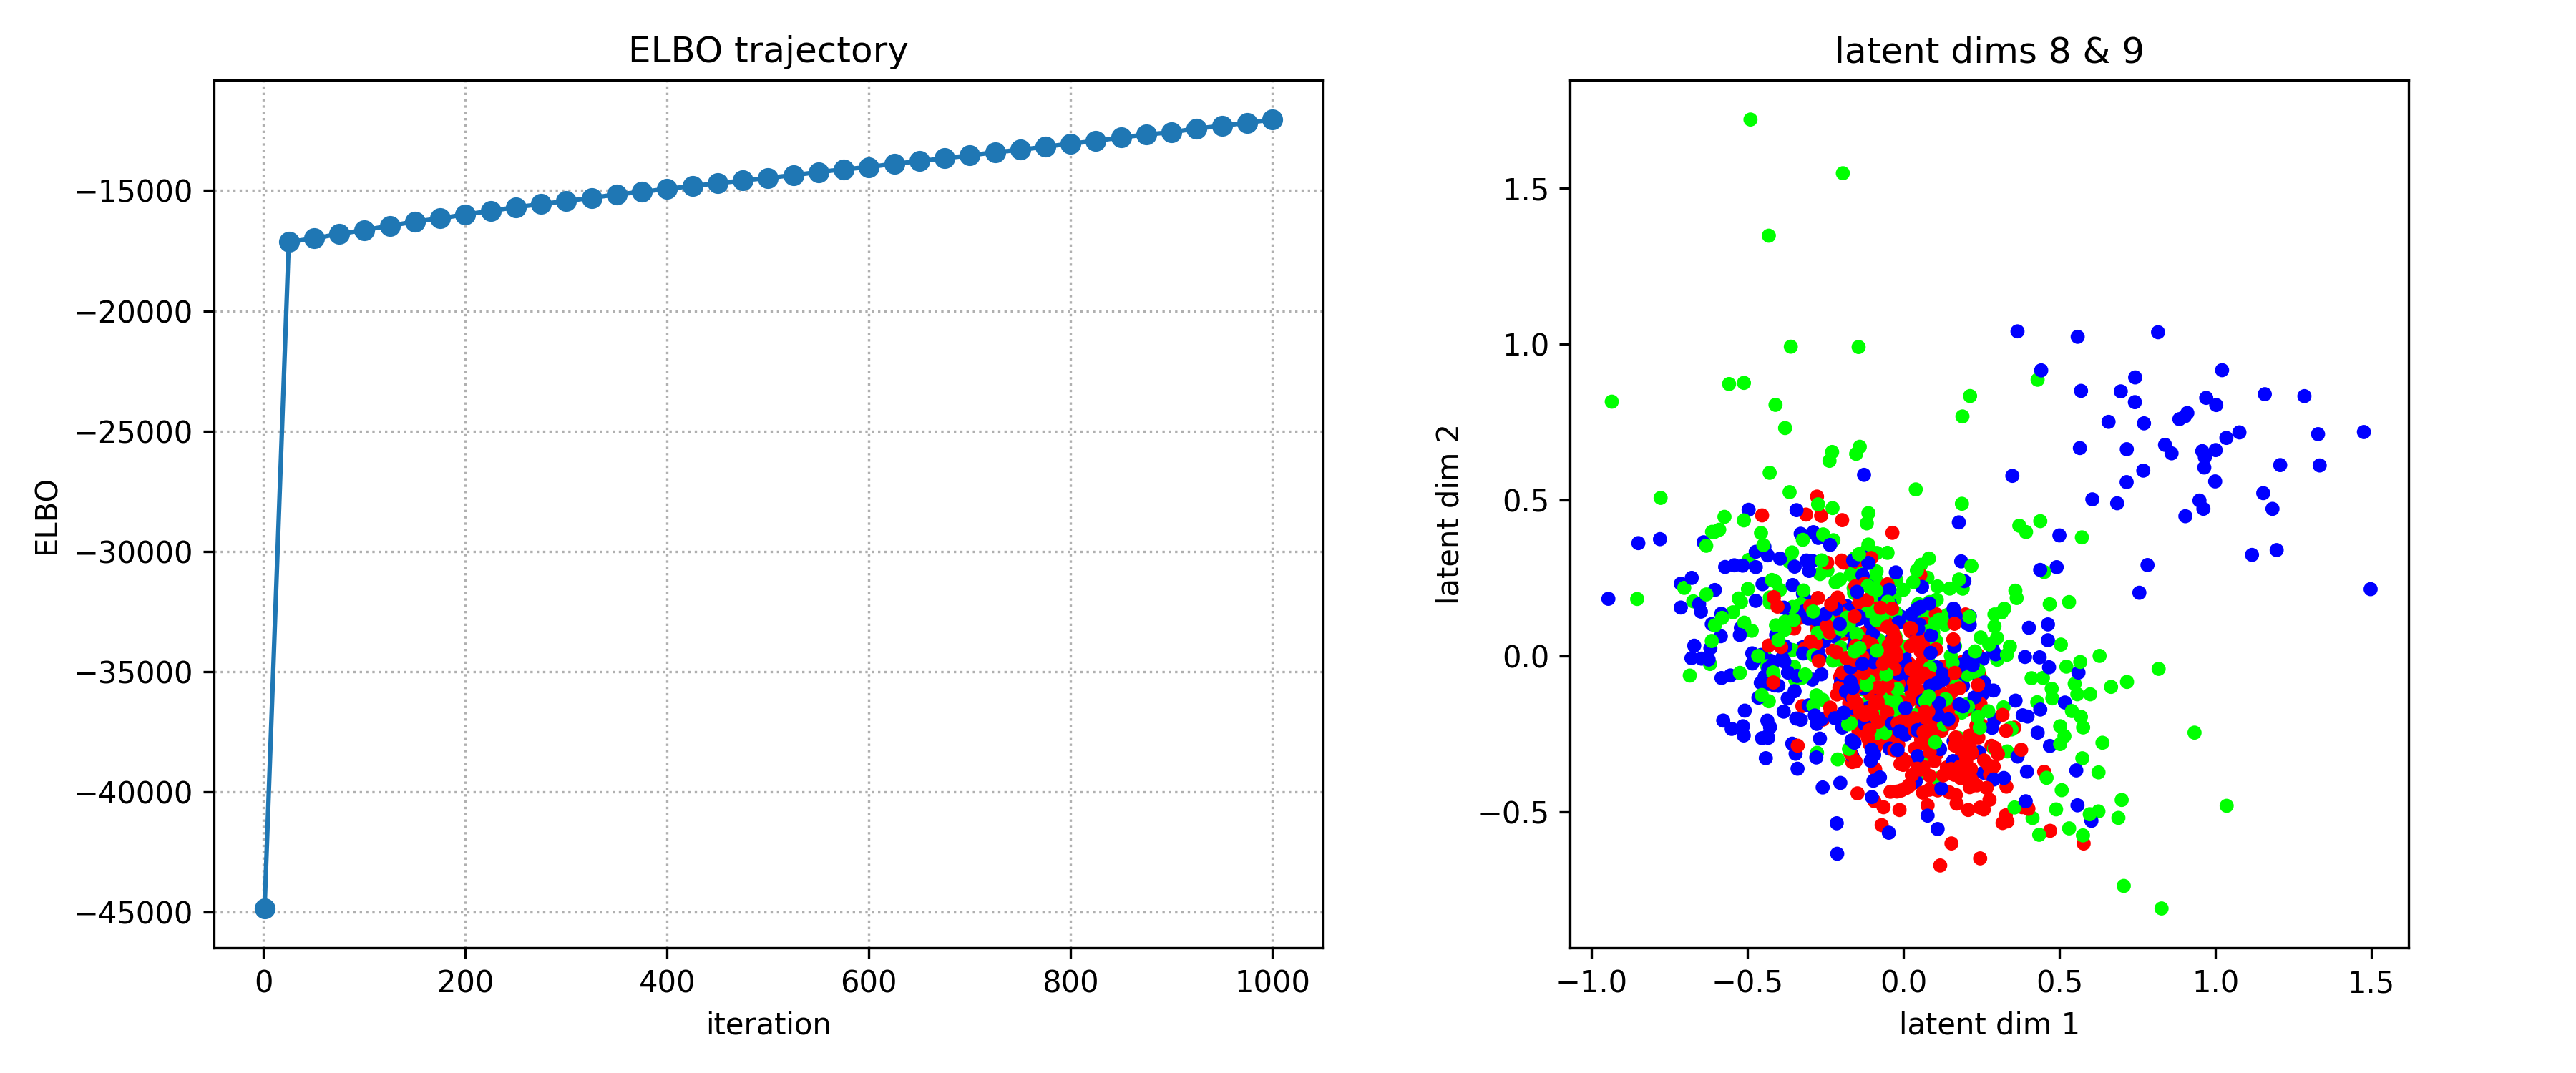 ELBO trajectory
ELBO
−15000
−20000
−25000
−30000
−35000
−40000
−45000
0 200 400 600 800 1000
iteration
latent dims 8 & 9
latent dim 2
1.5
1.0
0.5
0.0
−0.5
−1.0 −0.5 0.0 0.5 1.0 1.5
latent dim 1